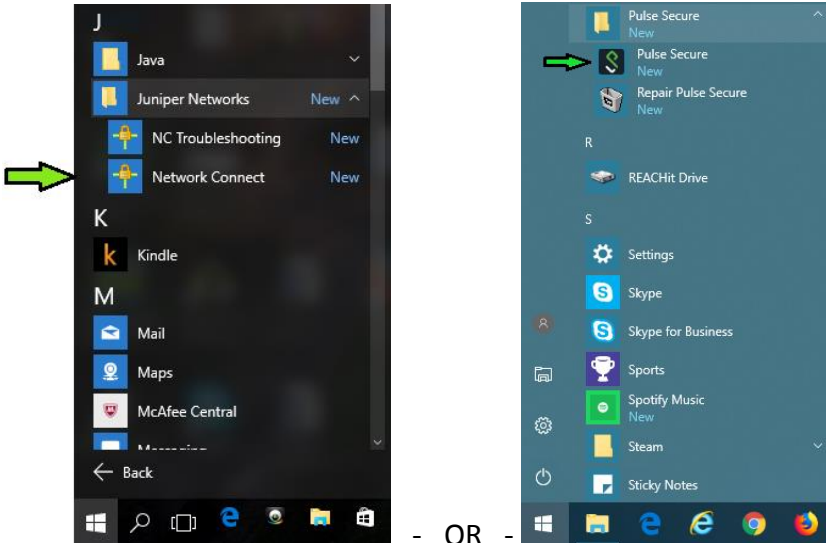 J
Java
Juniper Networks New
NC Troubleshooting New
Network Connect New
K
Kindle
M
Mail
Maps
McAfee Central
Messaging
Back
- OR -
Pulse Secure
New
Pulse Secure
New
Repair Pulse Secure
New
R
REACHit Drive
S
Settings
Skype
Skype for Business
Sports
Spotify Music
New
Steam
Sticky Notes